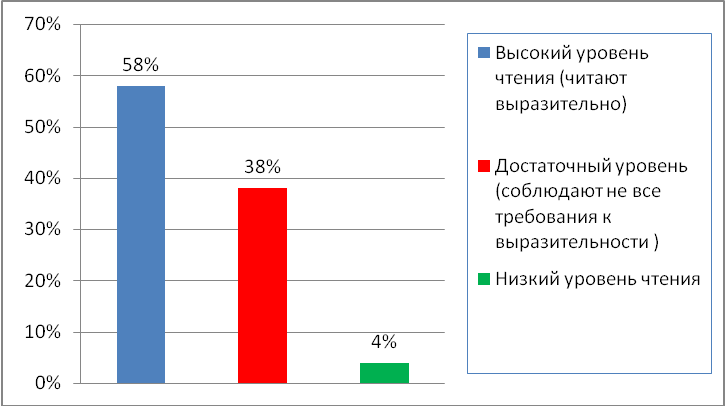 70%
60%
50%
40%
30%
20%
10%
0%
58%
38%
4%
Высокий уровень
чтения (читают
выразительно)
Достаточный уровень
(соблюдают не все
требования к
выразительности )
Низкий уровень чтения